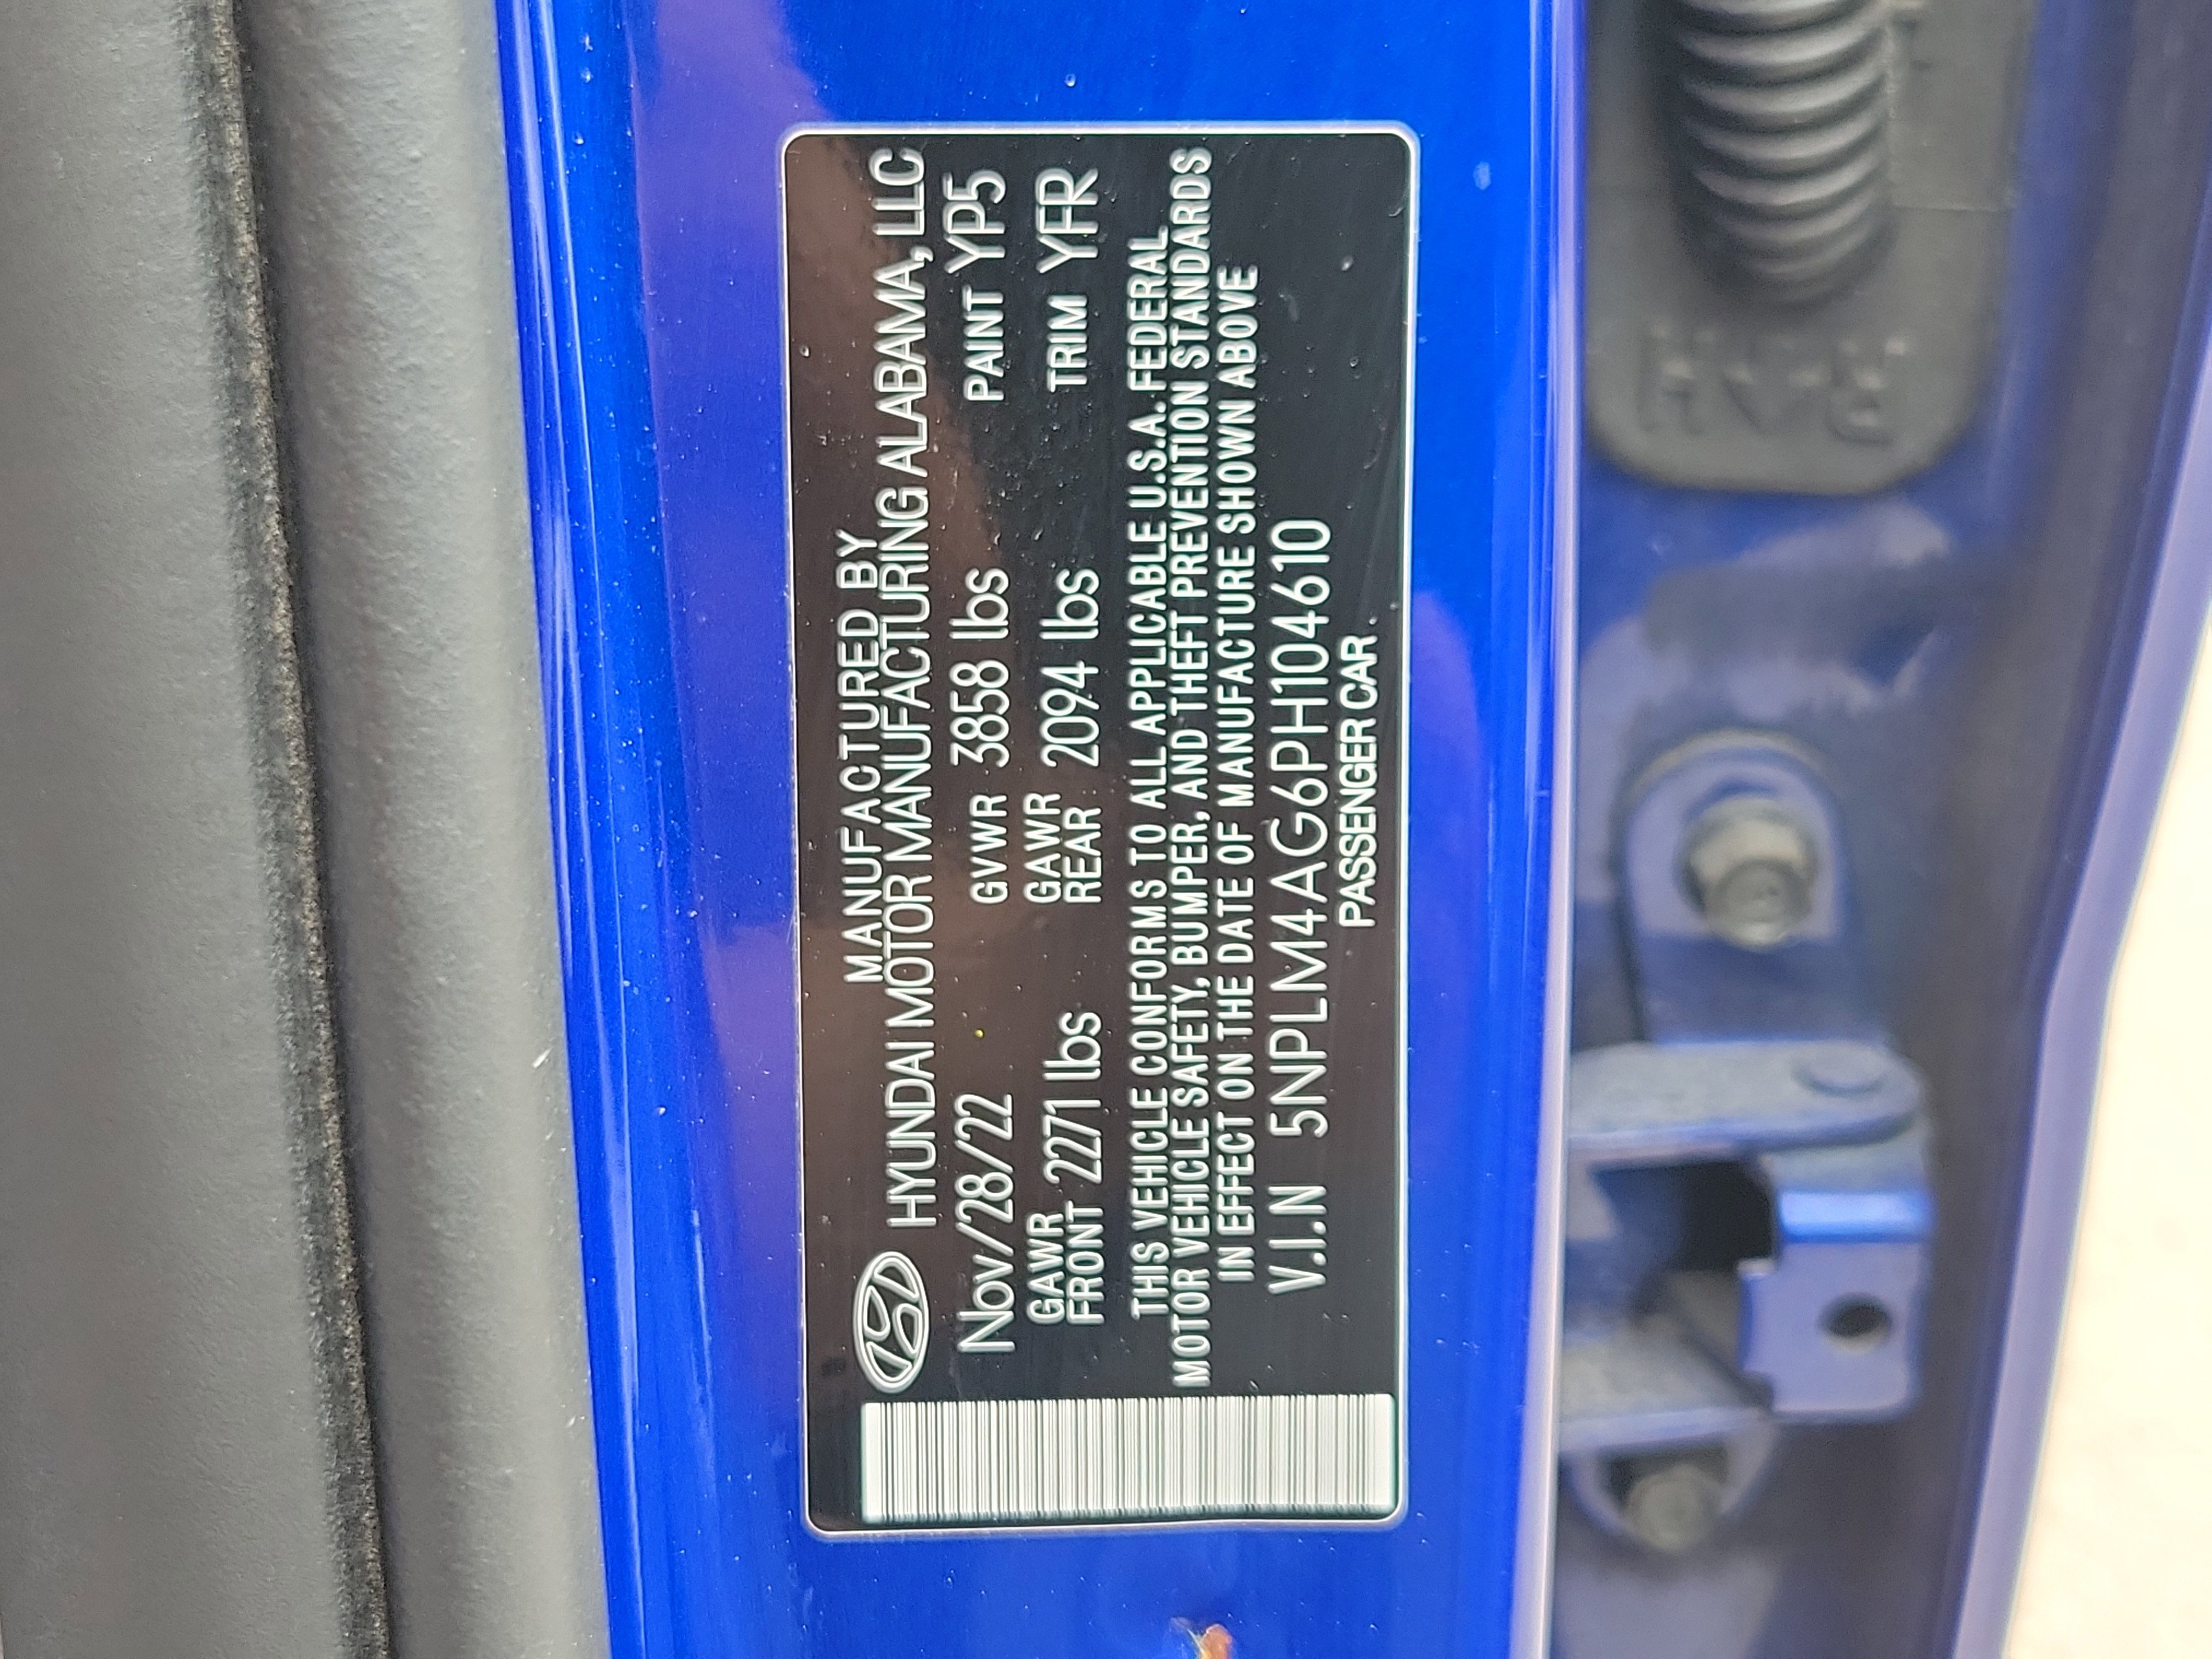 MANUFACTURED BY
HYUNDAI MOTOR MANUFACTURING ALABAMA, LLC
Nov/28/22 GVWR 3858 lbs PAINT YP5
GAWR FRONT 2271 lbs GAWR REAR 2094 lbs TRIM YFR
THIS VEHICLE CONFORMS TO ALL APPLICABLE U.S.A. FEDERAL
MOTOR VEHICLE SAFETY, BUMPER, AND THEFT PREVENTION STANDARDS
IN EFFECT ON THE DATE OF MANUFACTURE SHOWN ABOVE
V.I.N 5NPLM4AG6PH104610
PASSENGER CAR